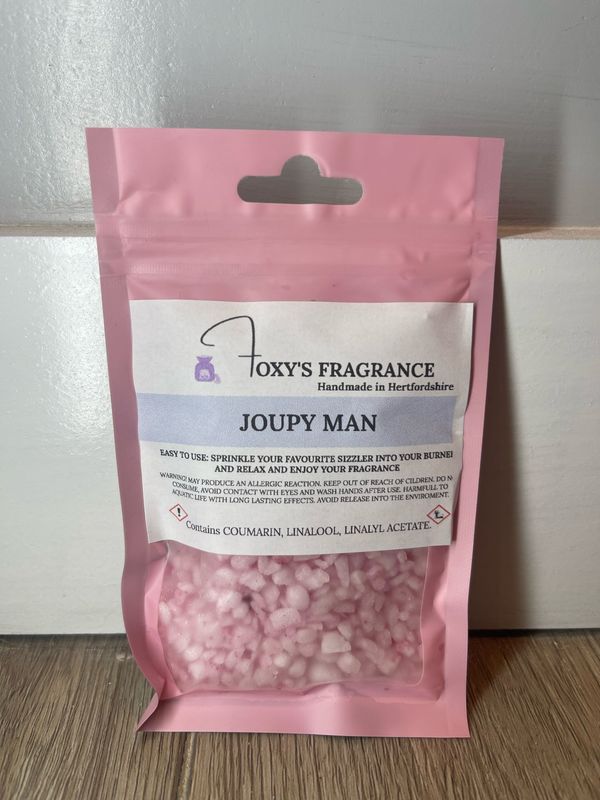 FOXY'S FRAGRANCE
Handmade in Hertfordshire
JOUPY MAN
EASY TO USE: SPRINKLE YOUR FAVOURITE SIZZLER INTO YOUR BURNER
AND RELAX AND ENJOY YOUR FRAGRANCE
WARNING! MAY PRODUCE AN ALLERGIC REACTION. KEEP OUT OF REACH OF CILDREN, DO N
CONSUME, AVOID CONTACT WITH EYES AND WASH HANDS AFTER USE. HARMFULL TO
AQUATIC LIFE WITH LONG LASTING EFFECTS. AVOID RELEASE INTO THE ENVIROMENT.
Contains COUMARIN, LINALOOL, LINALYL ACETATE.